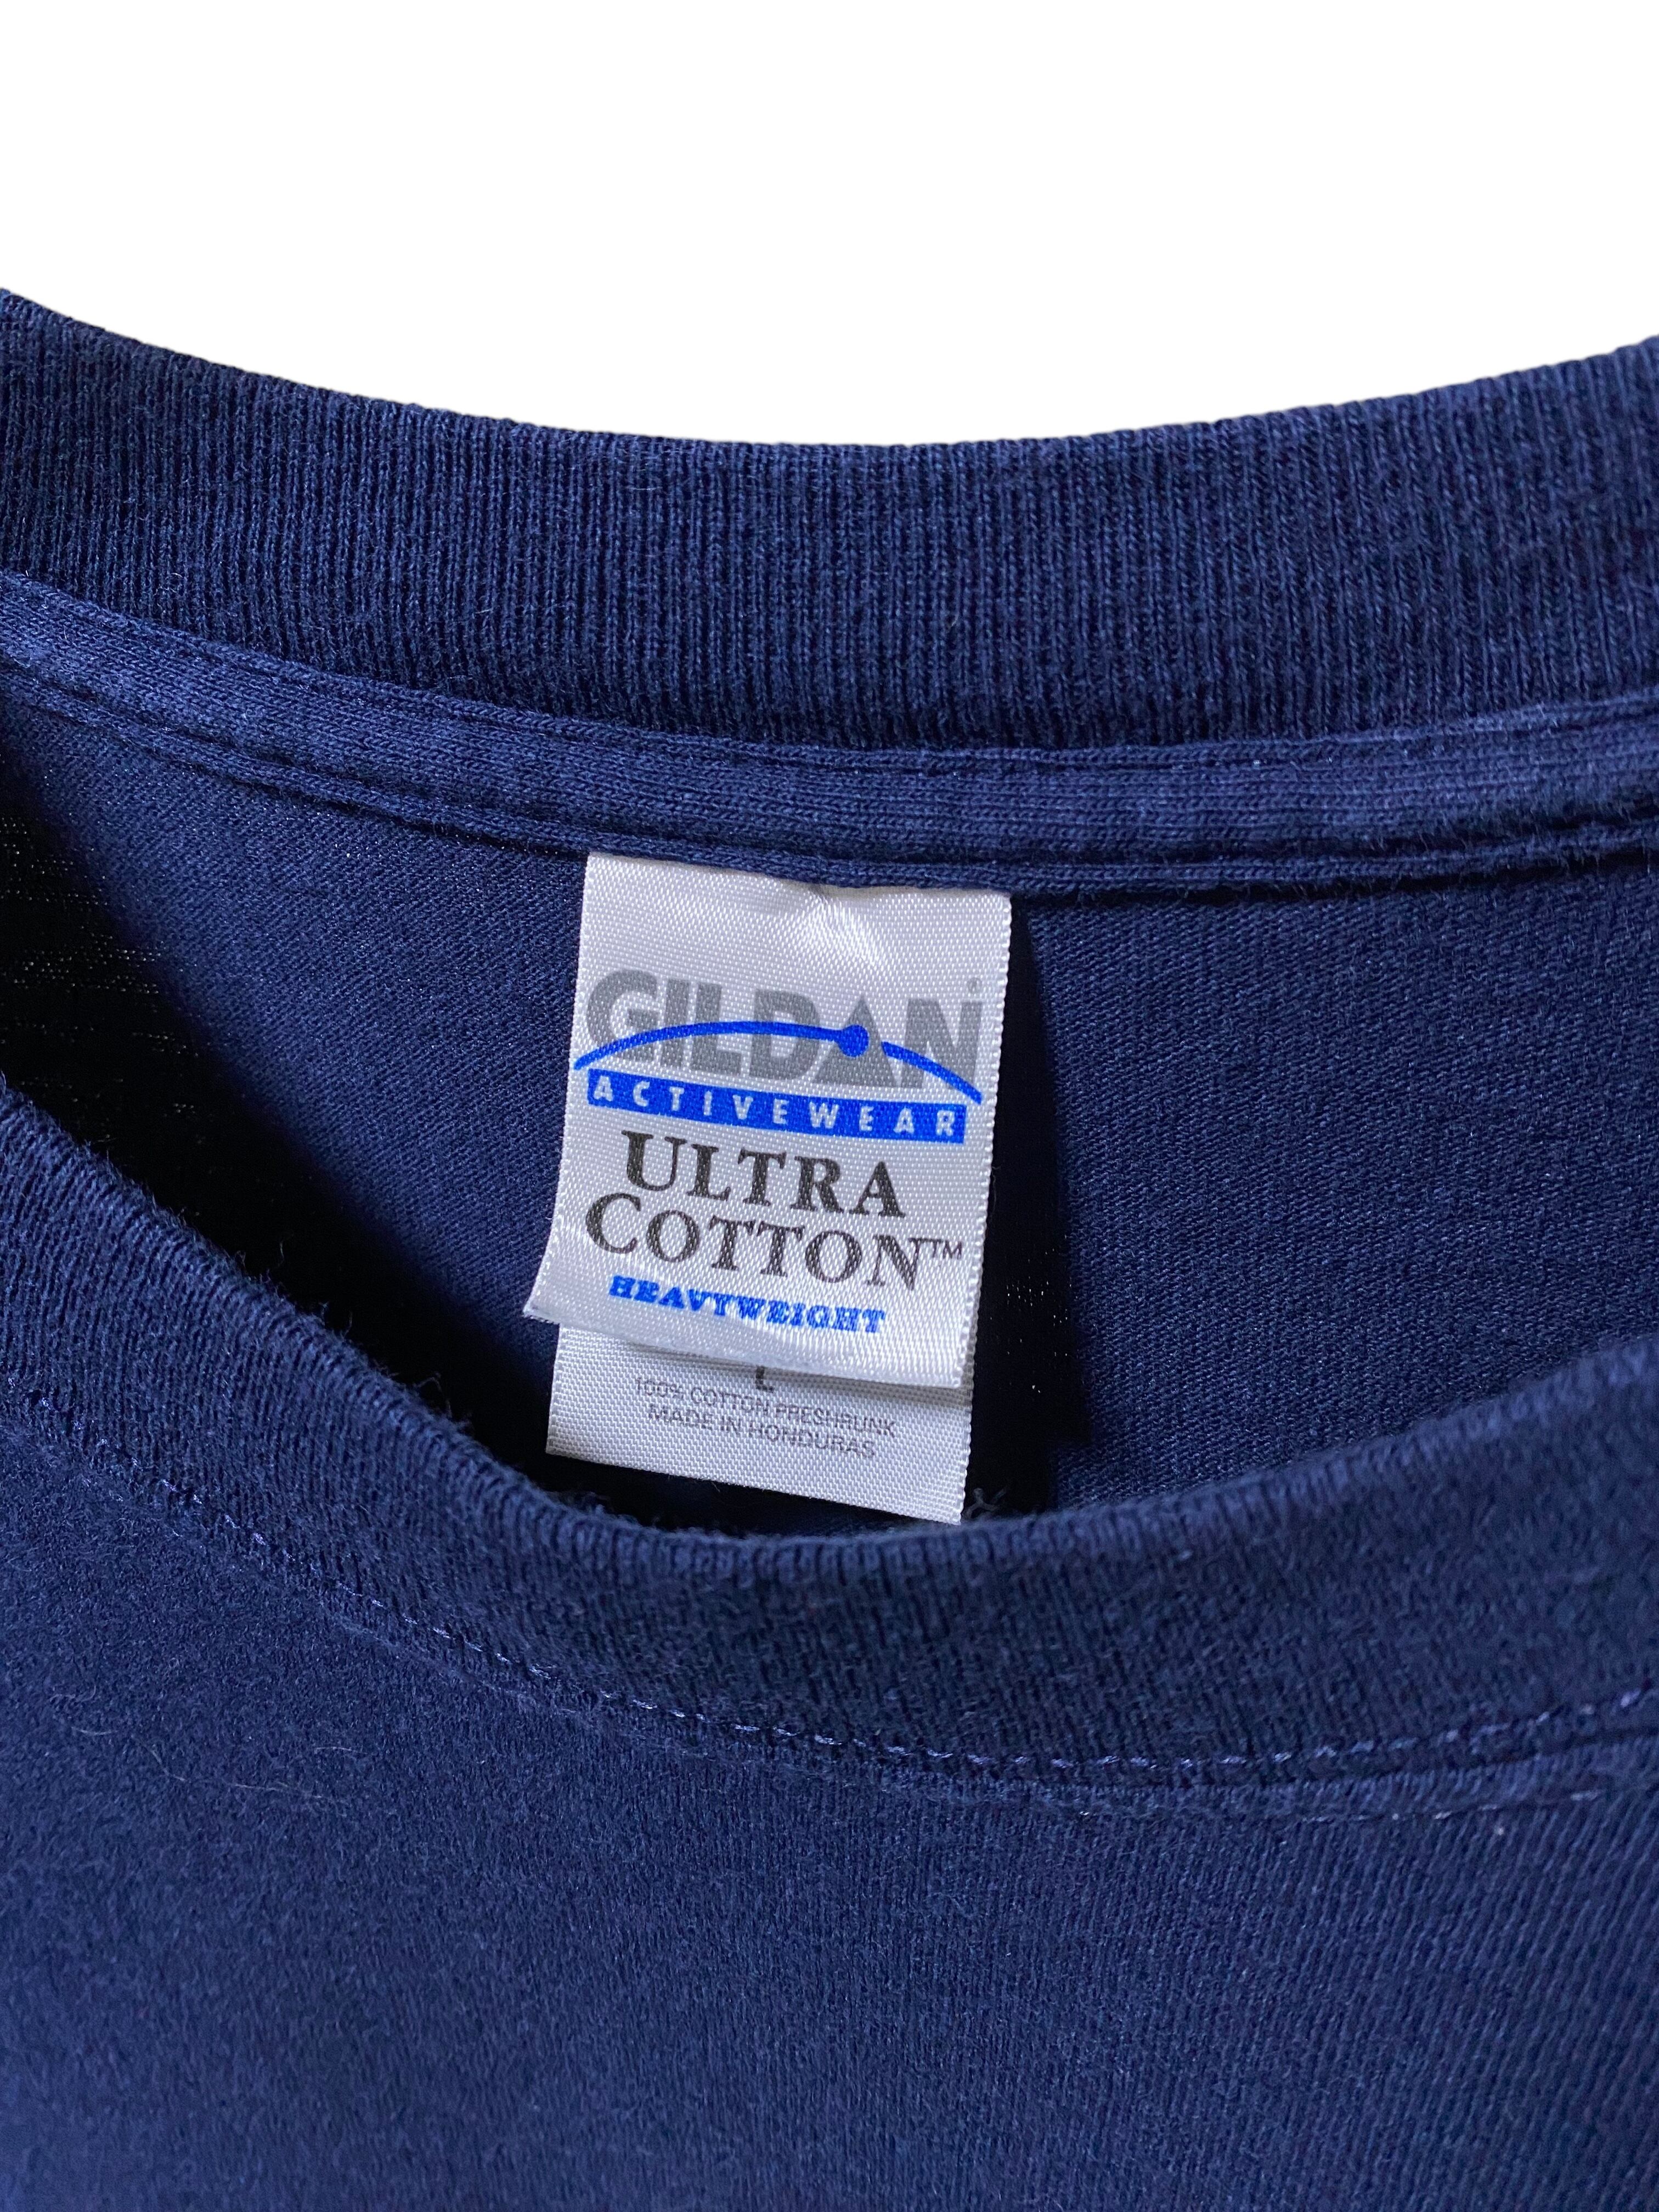 GILDAN
ACTIVEWEAR
ULTRA
COTTON™
HEAVYWEIGHT
L
100% COTTON PRESHRUNK
MADE IN HONDURAS